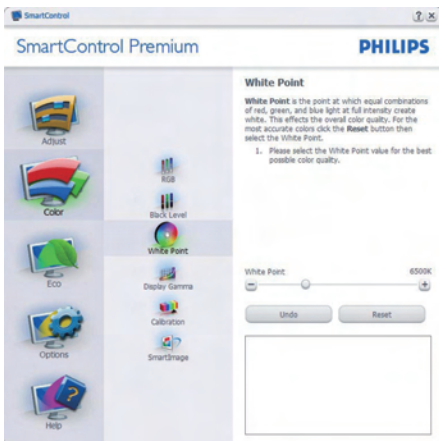 SmartControl
SmartControl Premium
PHILIPS
Adjust
Color
Eco
Options
Help
RGB
Black Level
White Point
Display Gamma
Calibration
SmartImage
White Point
White Point is the point at which equal combinations
of red, green, and blue light at full intensity create
white. This effects the overall color quality. For the
most accurate colors click the Reset button then
select the White Point.
1. Please select the White Point value for the best
possible color quality.
White Point 6500K
Undo Reset